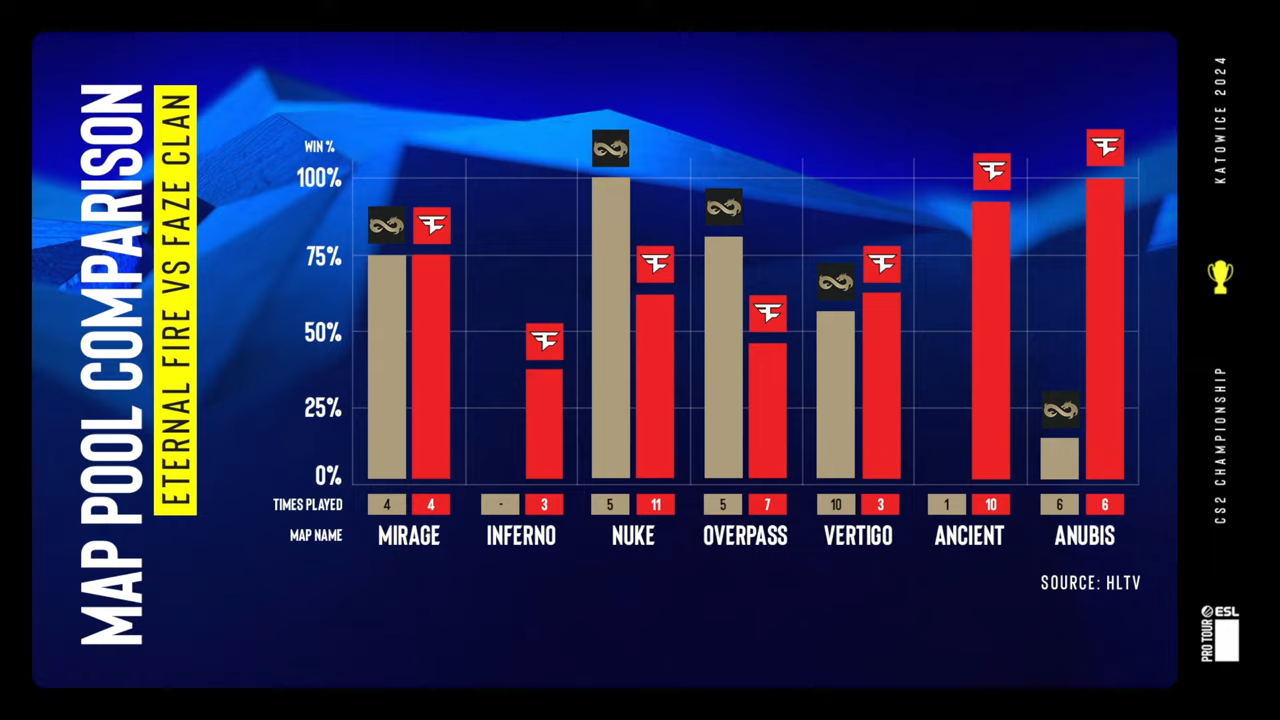 MAP POOL COMPARISON
ETERNAL FIRE VS FAZE CLAN
WIN %
100%
75%
50%
25%
0%
TIMES PLAYED 4 4 - 3 5 11 5 7 10 3 1 10 6 6
MAP NAME MIRAGE INFERNO NUKE OVERPASS VERTIGO ANCIENT ANUBIS
SOURCE: HLTV
KATOWICE 2024
CS2 CHAMPIONSHIP
ESL
PRO TOUR